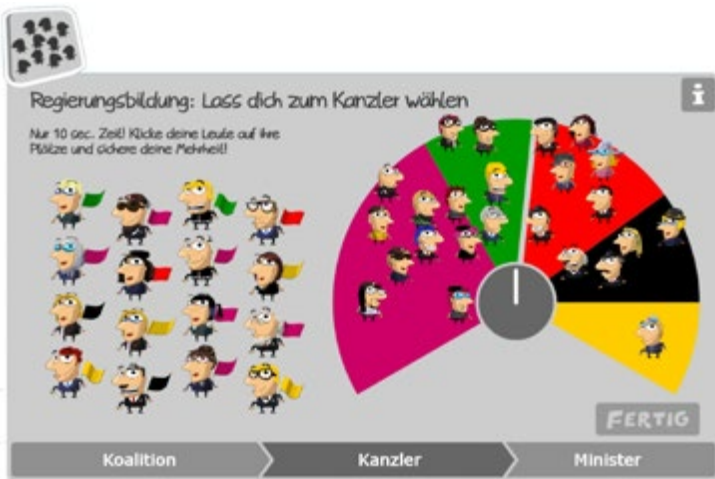 Regierungsbildung: Lass dich zum Kanzler wählen
i
Nur 10 sec. Zeit! Klicke deine Leute auf ihre
Plätze und sichere deine Mehrheit!
FERTIG
Koalition
Kanzler
Minister